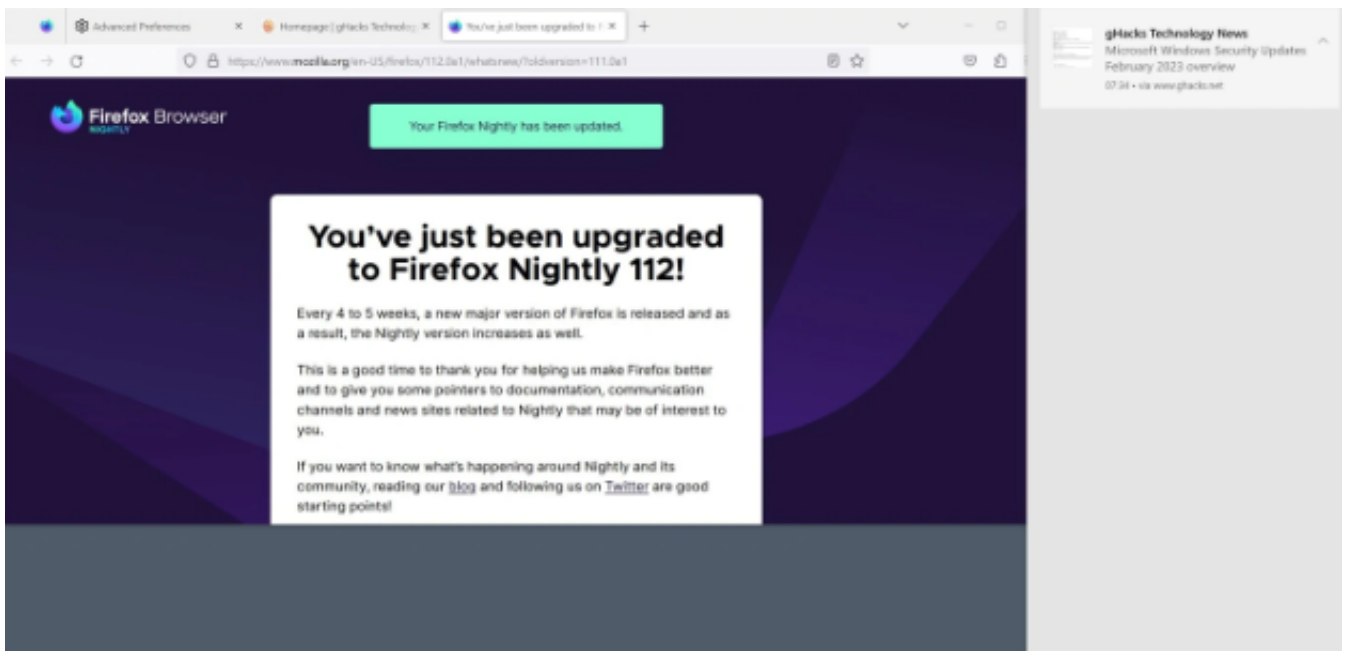 Advanced Preferences
Homepage | gHacks Technolog
You've just been upgraded to F
https://www.mozilla.org/en-US/firefox/112.0a1/whatsnew/?oldversion=111.0a1
Firefox Browser
NIGHTLY
Your Firefox Nightly has been updated.
You've just been upgraded
to Firefox Nightly 112!
Every 4 to 5 weeks, a new major version of Firefox is released and as
a result, the Nightly version increases as well.
This is a good time to thank you for helping us make Firefox better
and to give you some pointers to documentation, communication
channels and news sites related to Nightly that may be of interest to
you.
If you want to know what's happening around Nightly and its
community, reading our blog and following us on Twitter are good
starting points!
gHacks Technology News
Microsoft Windows Security Updates
February 2023 overview
07:34 • via www.ghacks.net